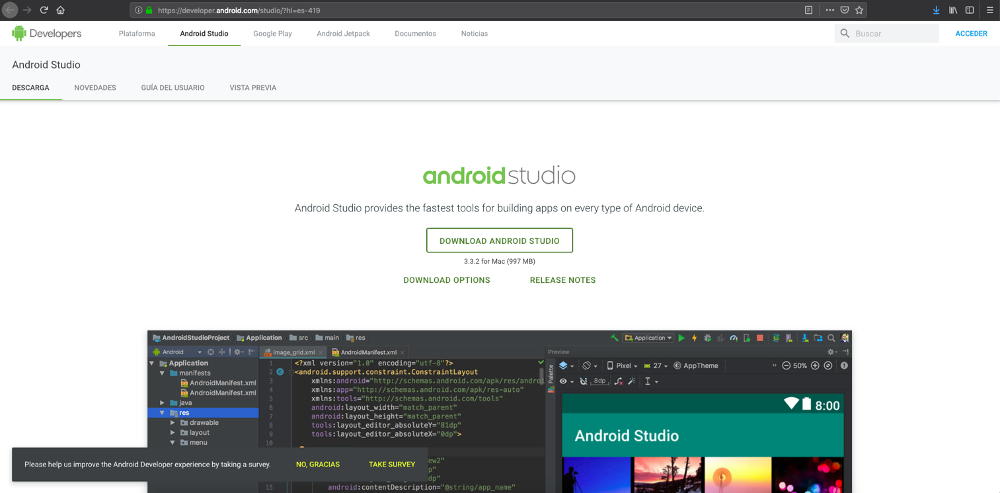 https://developer.android.com/studio/?hl=es-419
Developers
Plataforma
Android Studio
Google Play
Android Jetpack
Documentos
Noticias
Buscar
ACCEDER
Android Studio
DESCARGA
NOVEDADES
GUÍA DEL USUARIO
VISTA PREVIA
androidstudio
Android Studio provides the fastest tools for building apps on every type of Android device.
DOWNLOAD ANDROID STUDIO
3.3.2 for Mac (997 MB)
DOWNLOAD OPTIONS
RELEASE NOTES
AndroidStudioProject
Application
src
main
res
Application
Android
image_grid.xml
AndroidManifest.xml
Preview
Application
manifests
AndroidManifest.xml
AndroidManifest.xml
java
res
drawable
layout
menu
1 <?xml version="1.0" encoding="utf-8"?>
2 <android.support.constraint.ConstraintLayout
3 xmlns:android="http://schemas.android.com/apk/res/androi
4 xmlns:app="http://schemas.android.com/apk/res-auto"
5 xmlns:tools="http://schemas.android.com/tools"
6 android:layout_width="match_parent"
7 android:layout_height="match_parent"
8 tools:layout_editor_absoluteY="81dp"
9 tools:layout_editor_absoluteX="0dp">
10
ew2"
p"
dp"
15 android:contentDescription="@string/app_name"
Palette
Pixel
27
AppTheme
50%
8dp
8:00
Android Studio
Please help us improve the Android Developer experience by taking a survey.
NO, GRACIAS
TAKE SURVEY